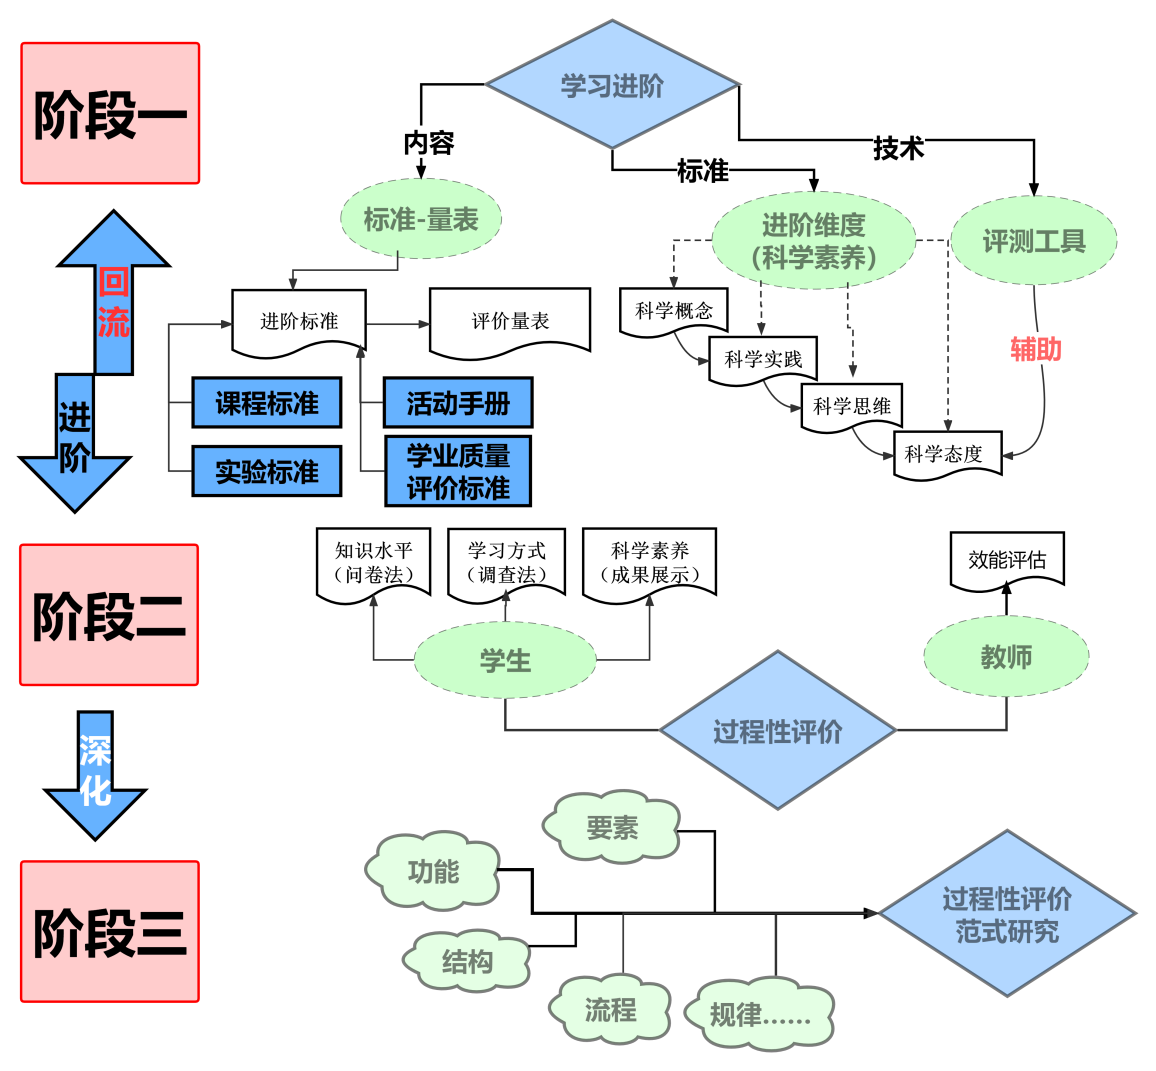 阶段一
学习进阶
内容
标准
技术
标准-量表
进阶维度
（科学素养）
评测工具
回
流
进阶标准
评价量表
科学概念
科学实践
科学思维
科学态度
辅助
进
阶
课程标准
活动手册
实验标准
学业质量
评价标准
阶段二
知识水平
（问卷法）
学习方式
（调查法）
科学素养
（成果展示）
效能评估
学生
教师
过程性评价
深
化
阶段三
要素
功能
结构
流程
规律......
过程性评价
范式研究